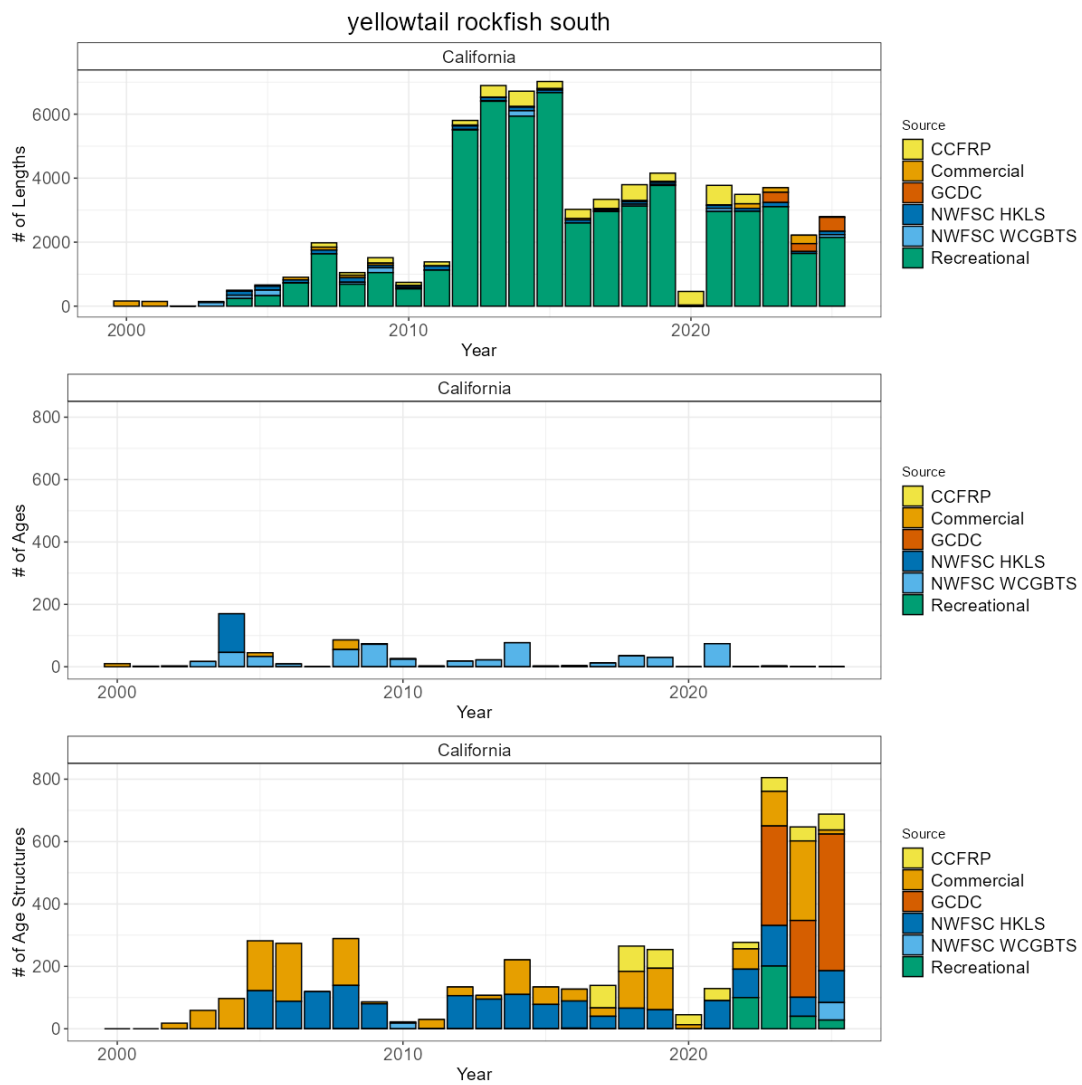 yellowtail rockfish south
California
# of Lengths
6000
4000
2000
0
2000
2010
2020
Year
Source
CCFRP
Commercial
GCDC
NWFSC HKLS
NWFSC WCGBTS
Recreational
California
# of Ages
800
600
400
200
0
2000
2010
2020
Year
Source
CCFRP
Commercial
GCDC
NWFSC HKLS
NWFSC WCGBTS
Recreational
California
# of Age Structures
800
600
400
200
0
2000
2010
2020
Year
Source
CCFRP
Commercial
GCDC
NWFSC HKLS
NWFSC WCGBTS
Recreational